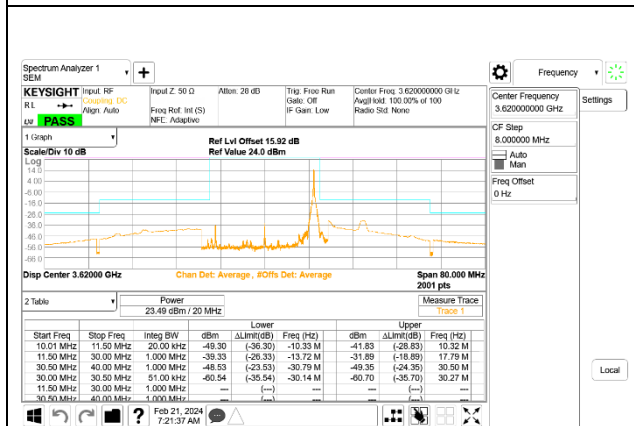 Spectrum Analyzer 1
SEM
Frequency
KEYSIGHT
Input: RF
Input Z: 50 Ω
Atten: 28 dB
Trig: Free Run
Center Freq: 3.620000000 GHz
Coupling: DC
Gate: Off
Avg|Hold: 100.00% of 100
RL
Align: Auto
Freq Ref: Int (S)
IF Gain: Low
Radio Std: None
NFE: Adaptive
PASS
Center Frequency
3.620000000 GHz
Settings
CF Step
8.000000 MHz
Auto
Man
Freq Offset
0 Hz
1 Graph
Ref Lvl Offset 15.92 dB
Scale/Div 10 dB
Ref Value 24.0 dBm
Log
14.0
4.00
-6.00
-16.0
-26.0
-36.0
-46.0
-56.0
-66.0
Disp Center 3.62000 GHz
Chan Det: Average , #Offs Det: Average
Span 80.000 MHz
2001 pts
2 Table
Power
Measure Trace
23.49 dBm / 20 MHz
Trace 1
Lower
Upper
Start Freq Stop Freq Integ BW dBm ΔLimit(dB) Freq (Hz) dBm ΔLimit(dB) Freq (Hz)
10.01 MHz 11.50 MHz 20.00 kHz -49.30 (-36.30) -10.33 M -41.83 (-28.83) 10.32 M
11.50 MHz 30.00 MHz 1.000 MHz -39.33 (-26.33) -13.72 M -31.89 (-18.89) 17.79 M
30.50 MHz 40.00 MHz 1.000 MHz -48.53 (-23.53) -30.79 M -49.35 (-24.35) 30.50 M
30.00 MHz 30.50 MHz 51.00 kHz -60.54 (-35.54) -30.14 M -60.70 (-35.70) 30.27 M
11.50 MHz 30.00 MHz 1.000 MHz --- (---) --- --- (---) ---
30.50 MHz 40.00 MHz 1.000 MHz --- (---) --- --- (---) ---
Local
?
Feb 21, 2024
7:21:37 AM